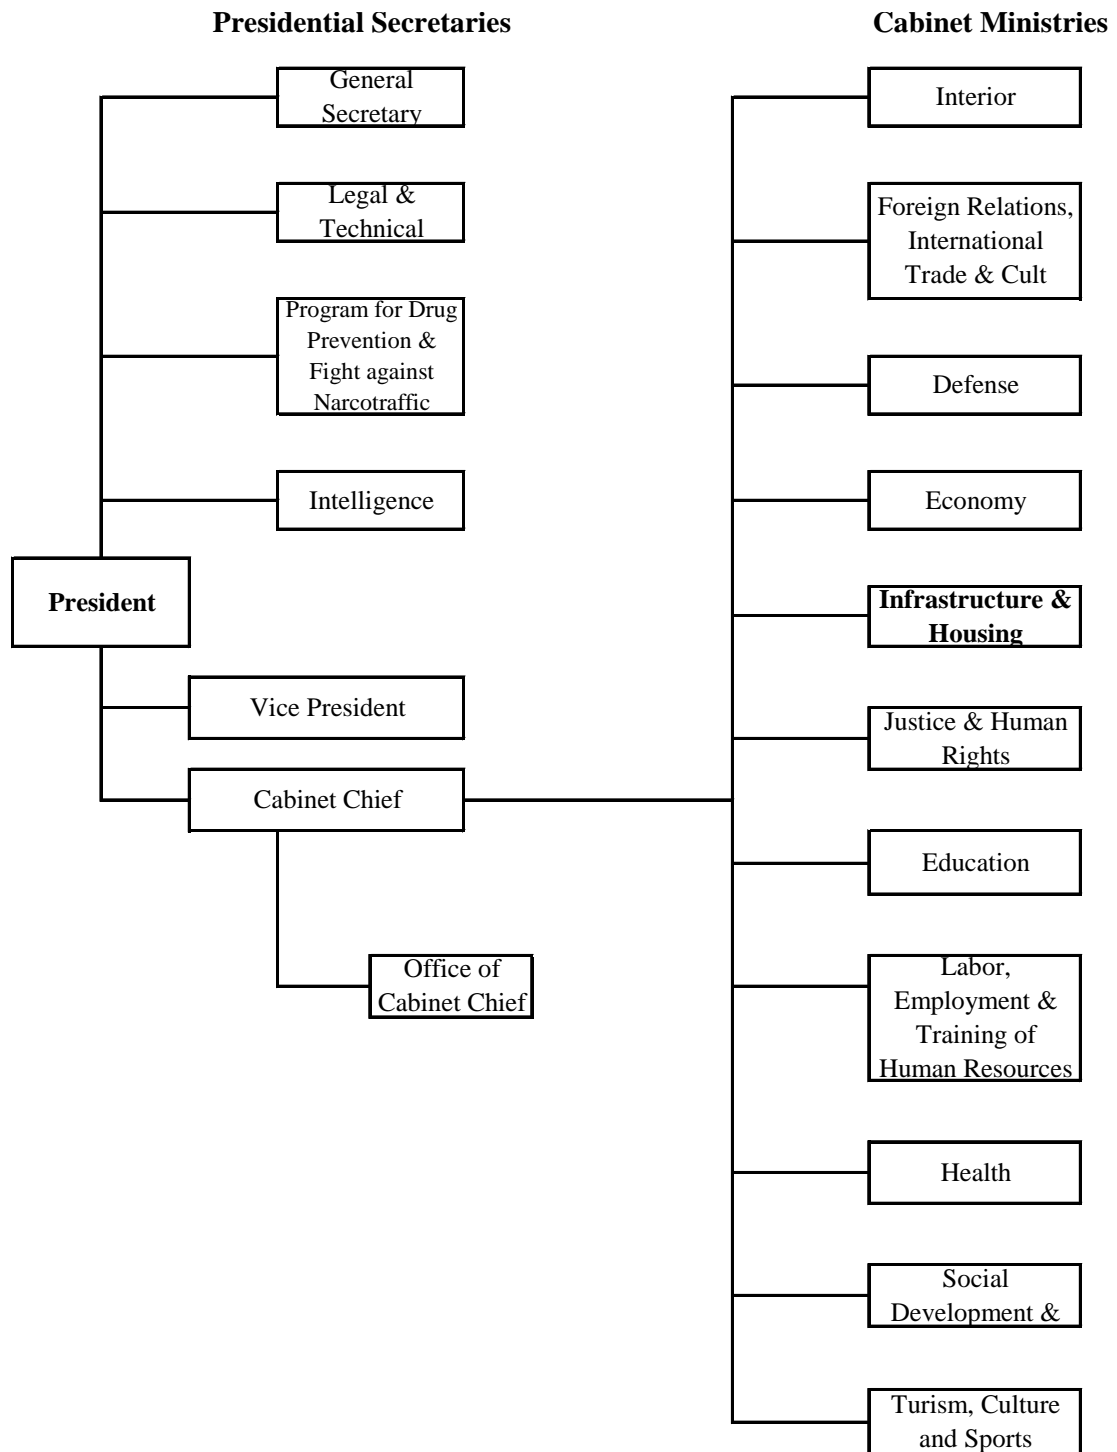 Presidential Secretaries
Cabinet Ministries
General
Secretary
Legal &
Technical
Program for Drug
Prevention &
Fight against
Narcotraffic
Intelligence
President
Vice President
Cabinet Chief
Office of
Cabinet Chief
Interior
Foreign Relations,
International
Trade & Cult
Defense
Economy
Infrastructure &
Housing
Justice & Human
Rights
Education
Labor,
Employment &
Training of
Human Resources
Health
Social
Development &
Turism, Culture
and Sports